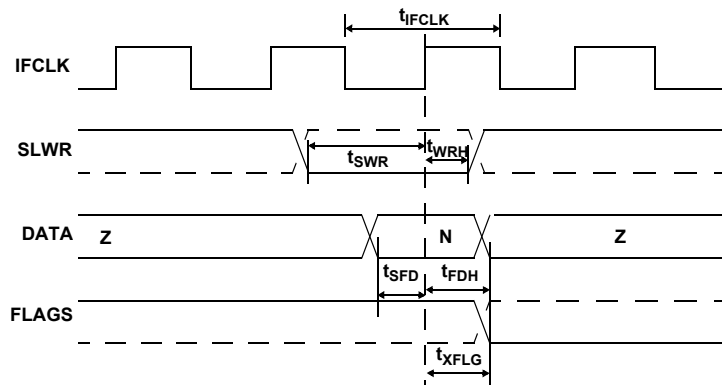 tIFCLK
IFCLK
SLWR
tSWR
tWRH
DATA
Z
N
Z
tSFD
tFDH
FLAGS
tXFLG